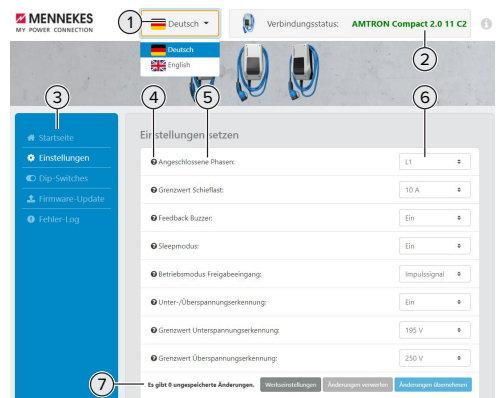 MENNEKES
MY POWER CONNECTION
1
Deutsch
Verbindungsstatus: AMTRON Compact 2.0 11 C2
Deutsch
English
2
3
4
5
6
Einstellungen setzen
Startseite
Einstellungen
Dip-Switches
Firmware-Update
Fehler-Log
Angeschlossene Phasen: L1
Grenzwert Schieflast: 10 A
Feedback Buzzer: Ein
Sleepmodus: Ein
Betriebsmodus Freigabeeingang: Impulssignal
Unter-/Überspannungserkennung: Ein
Grenzwert Unterspannungserkennung: 195 V
Grenzwert Überspannungserkennung: 250 V
7
Es gibt 0 ungespeicherte Änderungen. Werkseinstellungen Änderungen verwerfen Änderungen übernehmen